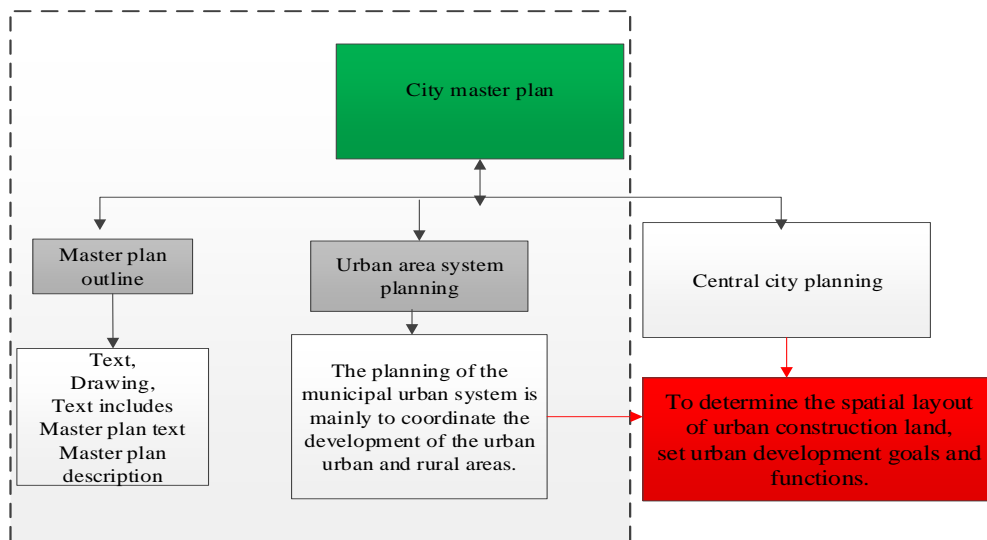 City master plan
Master plan
outline
Urban area system
planning
Central city planning
Text,
Drawing,
Text includes
Master plan text
Master plan
description
The planning of the
municipal urban system is
mainly to coordinate the
development of the urban
urban and rural areas.
To determine the spatial layout
of urban construction land,
set urban development goals and
functions.